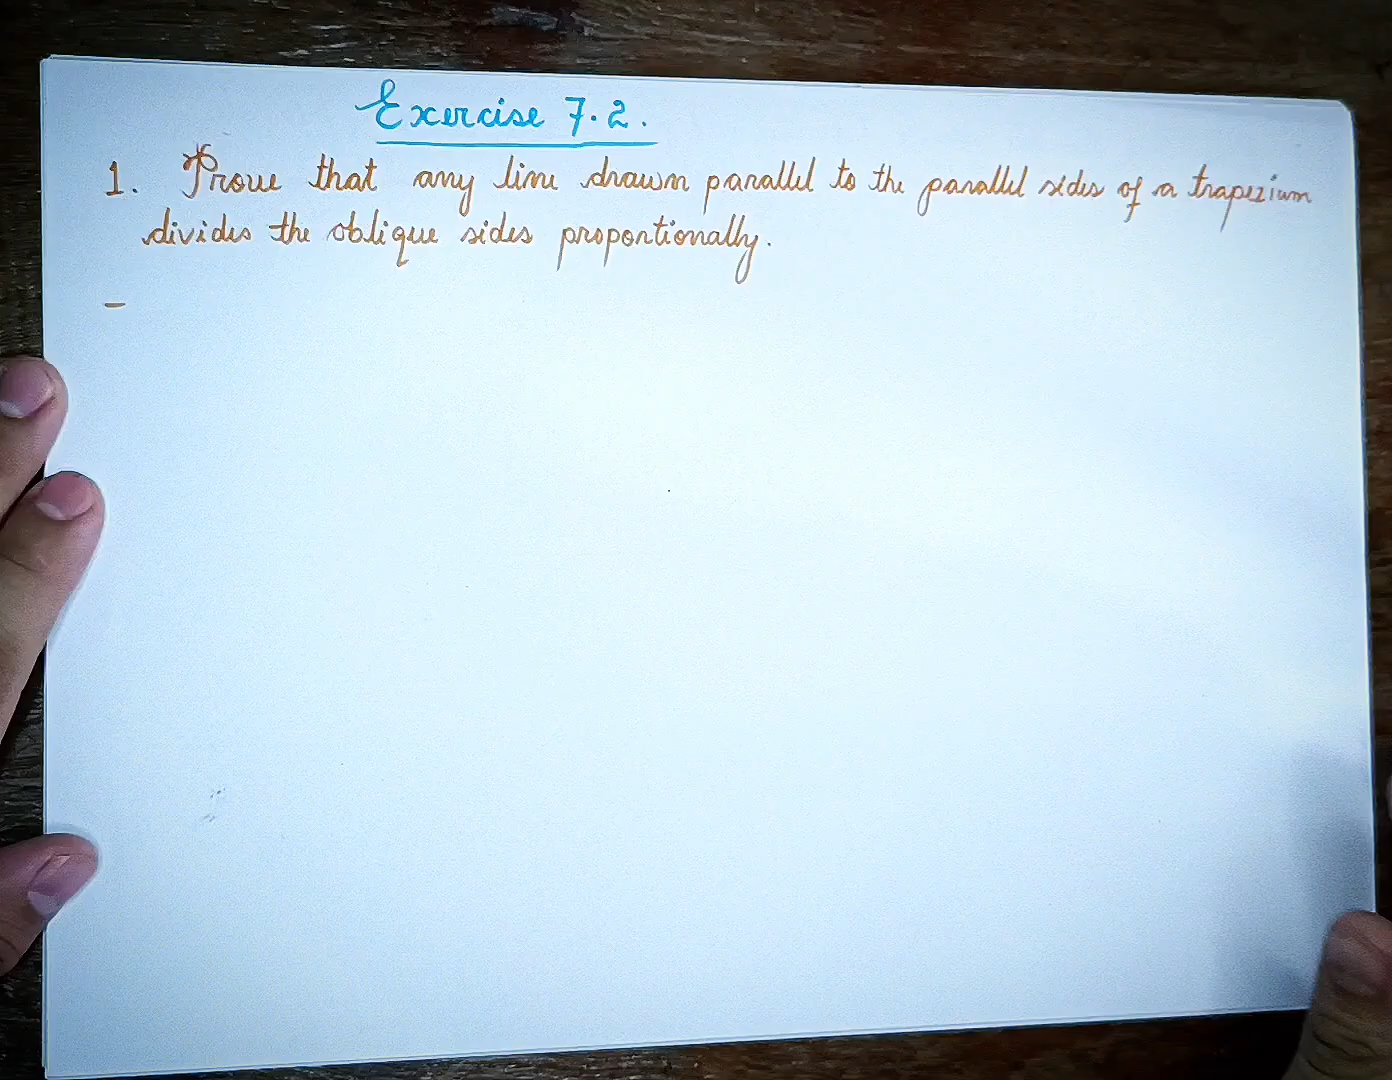 Exercise 7.2.
1. Prove that any line drawn parallel to the parallel sides of a trapezium
divides the oblique sides proportionally.
-